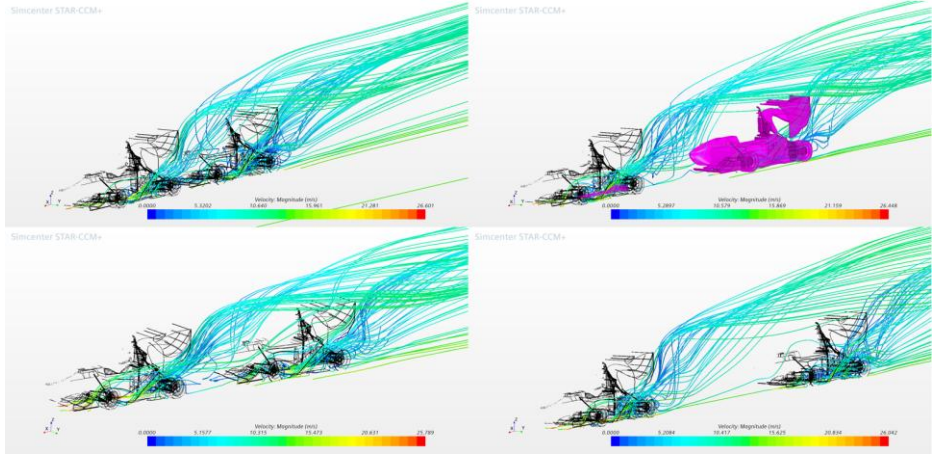 Simcenter STAR-CCM+
Velocity: Magnitude (m/s)
0.0000 5.3202 10.640 15.961 21.281 26.601
Simcenter STAR-CCM+
Velocity: Magnitude (m/s)
0.0000 5.2897 10.579 15.869 21.159 26.448
Simcenter STAR-CCM+
Velocity: Magnitude (m/s)
0.0000 5.1577 10.315 15.473 20.631 25.789
Simcenter STAR-CCM+
Velocity: Magnitude (m/s)
0.0000 5.2084 10.417 15.625 20.834 26.042